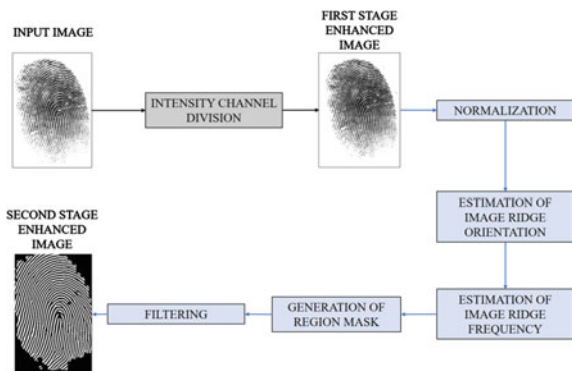 INPUT IMAGE
INTENSITY CHANNEL
DIVISION
FIRST STAGE
ENHANCED
IMAGE
NORMALIZATION
ESTIMATION OF
IMAGE RIDGE
ORIENTATION
ESTIMATION OF
IMAGE RIDGE
FREQUENCY
GENERATION OF
REGION MASK
FILTERING
SECOND STAGE
ENHANCED
IMAGE